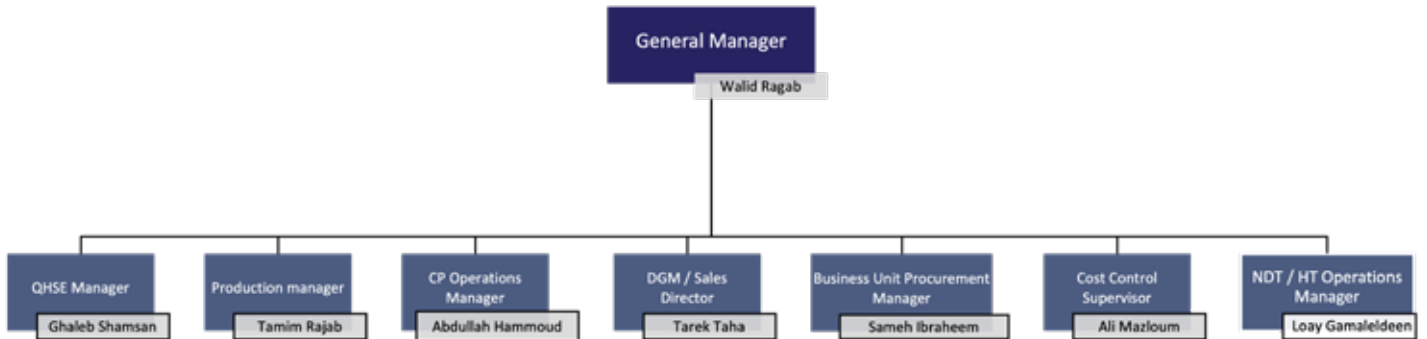 General Manager
Walid Ragab
QHSE Manager
Ghaleb Shamsan
Production manager
Tamim Rajab
CP Operations
Manager
Abdullah Hammoud
DGM / Sales
Director
Tarek Taha
Business Unit Procurement
Manager
Sameh Ibraheem
Cost Control
Supervisor
Ali Mazloum
NDT / HT Operations
Manager
Loay Gamaleldeen